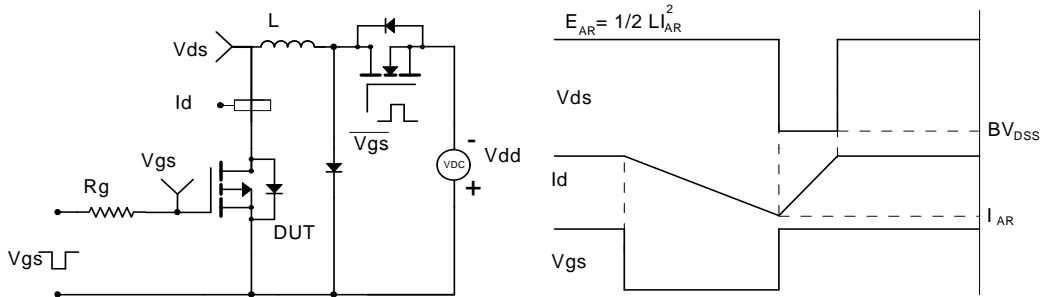 L
E_AR= 1/2 LI_AR^2
Vds
Id
Vgs
Vgs
Vdd
-
VDC
+
Rg
DUT
Vgs
Vds
BV_DSS
Id
I_AR
Vgs